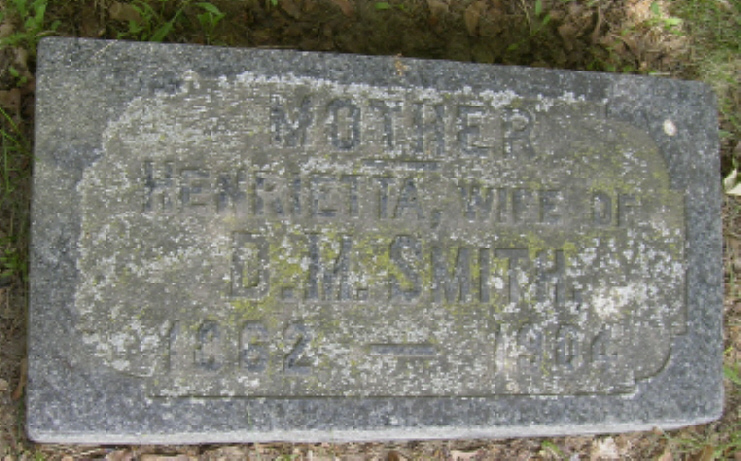 MOTHER
HENRIETTA, WIFE OF
D. M. SMITH.
1862 — 1904